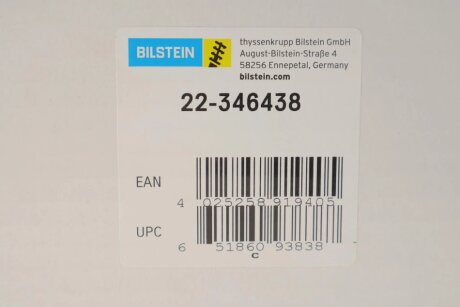 BILSTEIN
thyssenkrupp Bilstein GmbH
August-Bilstein-Straße 4
58256 Ennepetal, Germany
bilstein.com
22-346438
EAN
4 025258 919405
UPC
6 51860 93838
C